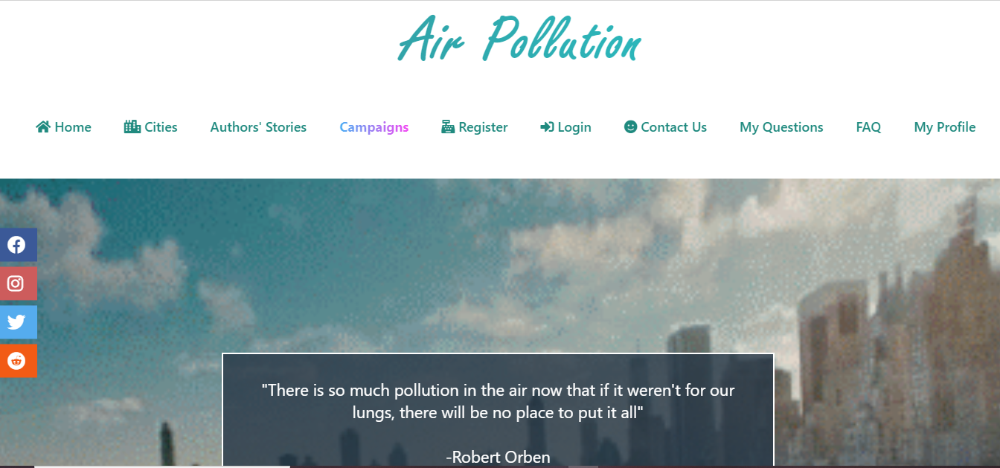 Air Pollution
Home Cities Authors' Stories Campaigns Register Login Contact Us My Questions FAQ My Profile
"There is so much pollution in the air now that if it weren't for our
lungs, there will be no place to put it all"
-Robert Orben